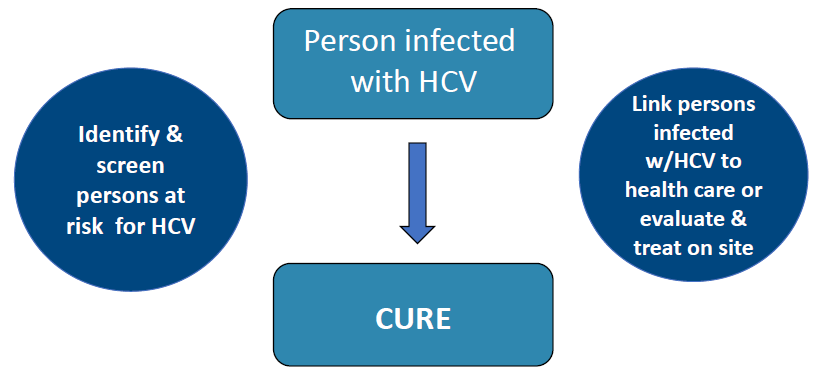 Person infected
with HCV
Identify &
screen
persons at
risk for HCV
Link persons
infected
w/HCV to
health care or
evaluate &
treat on site
CURE